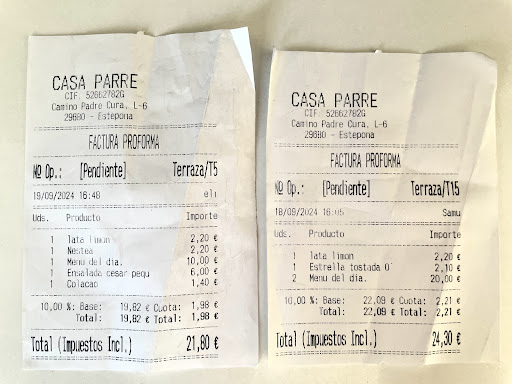 CASA PARRE
CIF. 52662782G
Camino Padre Cura, L-6
29680 - Estepona
FACTURA PROFORMA
Nº Op.: [Pendiente] Terraza/T5
19/09/2024 16:48 eli
Uds. Producto Importe
1 lata limon 2,20 €
1 Nestea 2,20 €
1 Menu del dia. 10,00 €
1 Ensalada cesar pequ 6,00 €
1 Colacao 1,40 €
10,00 %: Base: 19,82 € Cuota: 1,98 €
Total: 19,82 € Total: 1,98 €
Total (Impuestos Incl.) 21,80 €
CASA PARRE
CIF. 52662782G
Camino Padre Cura, L-6
29680 - Estepona
FACTURA PROFORMA
Nº Op.: [Pendiente] Terraza/T15
18/09/2024 16:05 Samu
Uds. Producto Importe
1 lata limon 2,20 €
1 Estrella tostada 0' 2,10 €
2 Menu del dia. 20,00 €
10,00 %: Base: 22,09 € Cuota: 2,21 €
Total: 22,09 € Total: 2,21 €
Total (Impuestos Incl.) 24,30 €